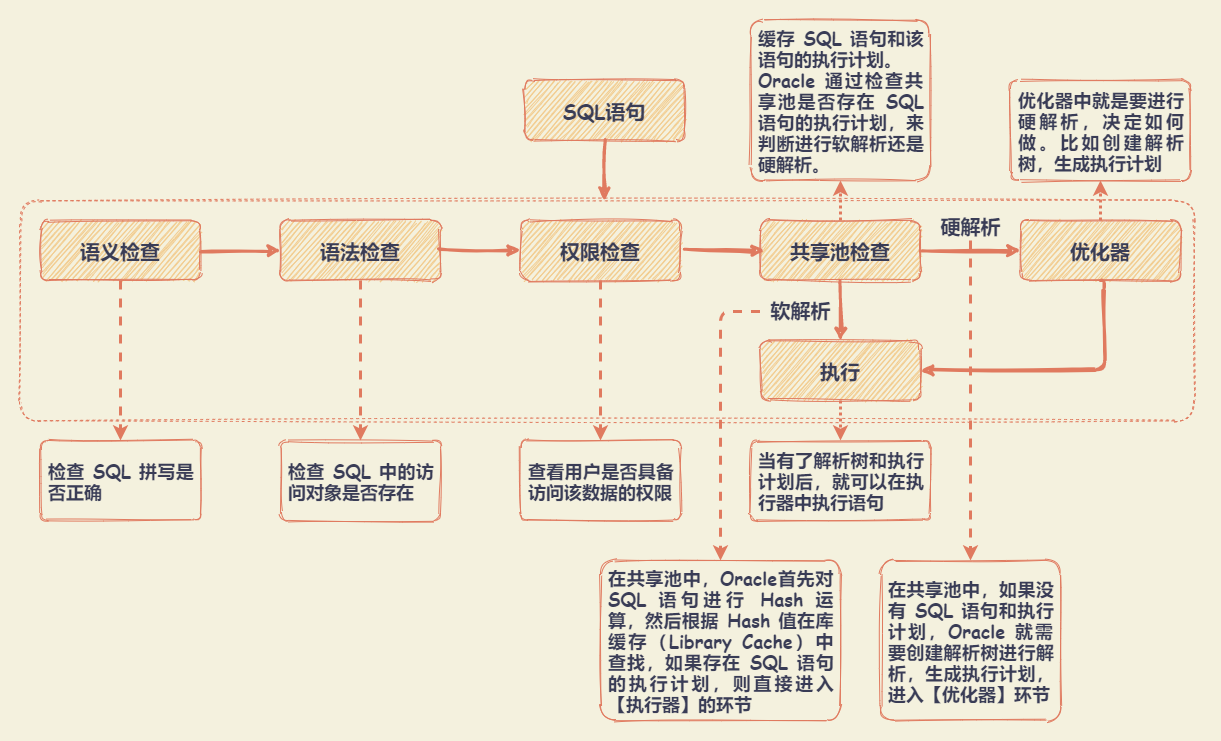 缓存 SQL 语句和该
语句的执行计划。
Oracle 通过检查共
享池是否存在 SQL
语句的执行计划，来
判断进行软解析还是
硬解析。
SQL语句
优化器中就是要进行
硬解析，决定如何
做。比如创建解析
树，生成执行计划
语义检查
语法检查
权限检查
共享池检查
硬解析
优化器
软解析
执行
检查 SQL 拼写是
否正确
检查 SQL 中的访
问对象是否存在
查看用户是否具备
访问该数据的权限
当有了解析树和执行
计划后，就可以在执
行器中执行语句
在共享池中，Oracle首先对
SQL 语句进行 Hash 运
算，然后根据 Hash 值在库
缓存（Library Cache）中
查找，如果存在 SQL 语句
的执行计划，则直接进入
【执行器】的环节
在共享池中，如果没
有 SQL 语句和执行
计划，Oracle 就需
要创建解析树进行解
析，生成执行计划，
进入【优化器】环节